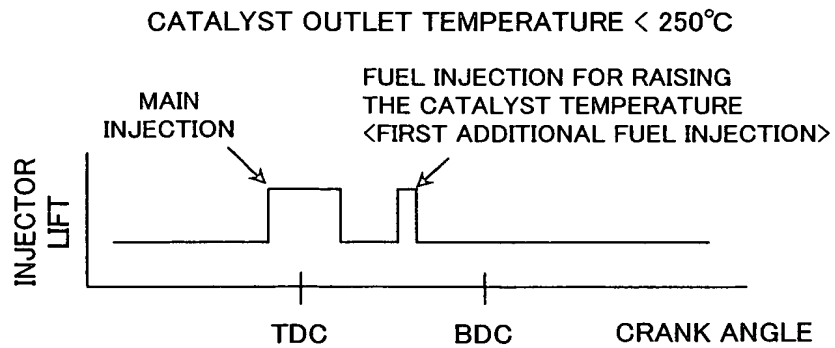 CATALYST OUTLET TEMPERATURE < 250°C
FUEL INJECTION FOR RAISING
THE CATALYST TEMPERATURE
<FIRST ADDITIONAL FUEL INJECTION>
MAIN
INJECTION
INJECTOR
LIFT
TDC
BDC
CRANK ANGLE